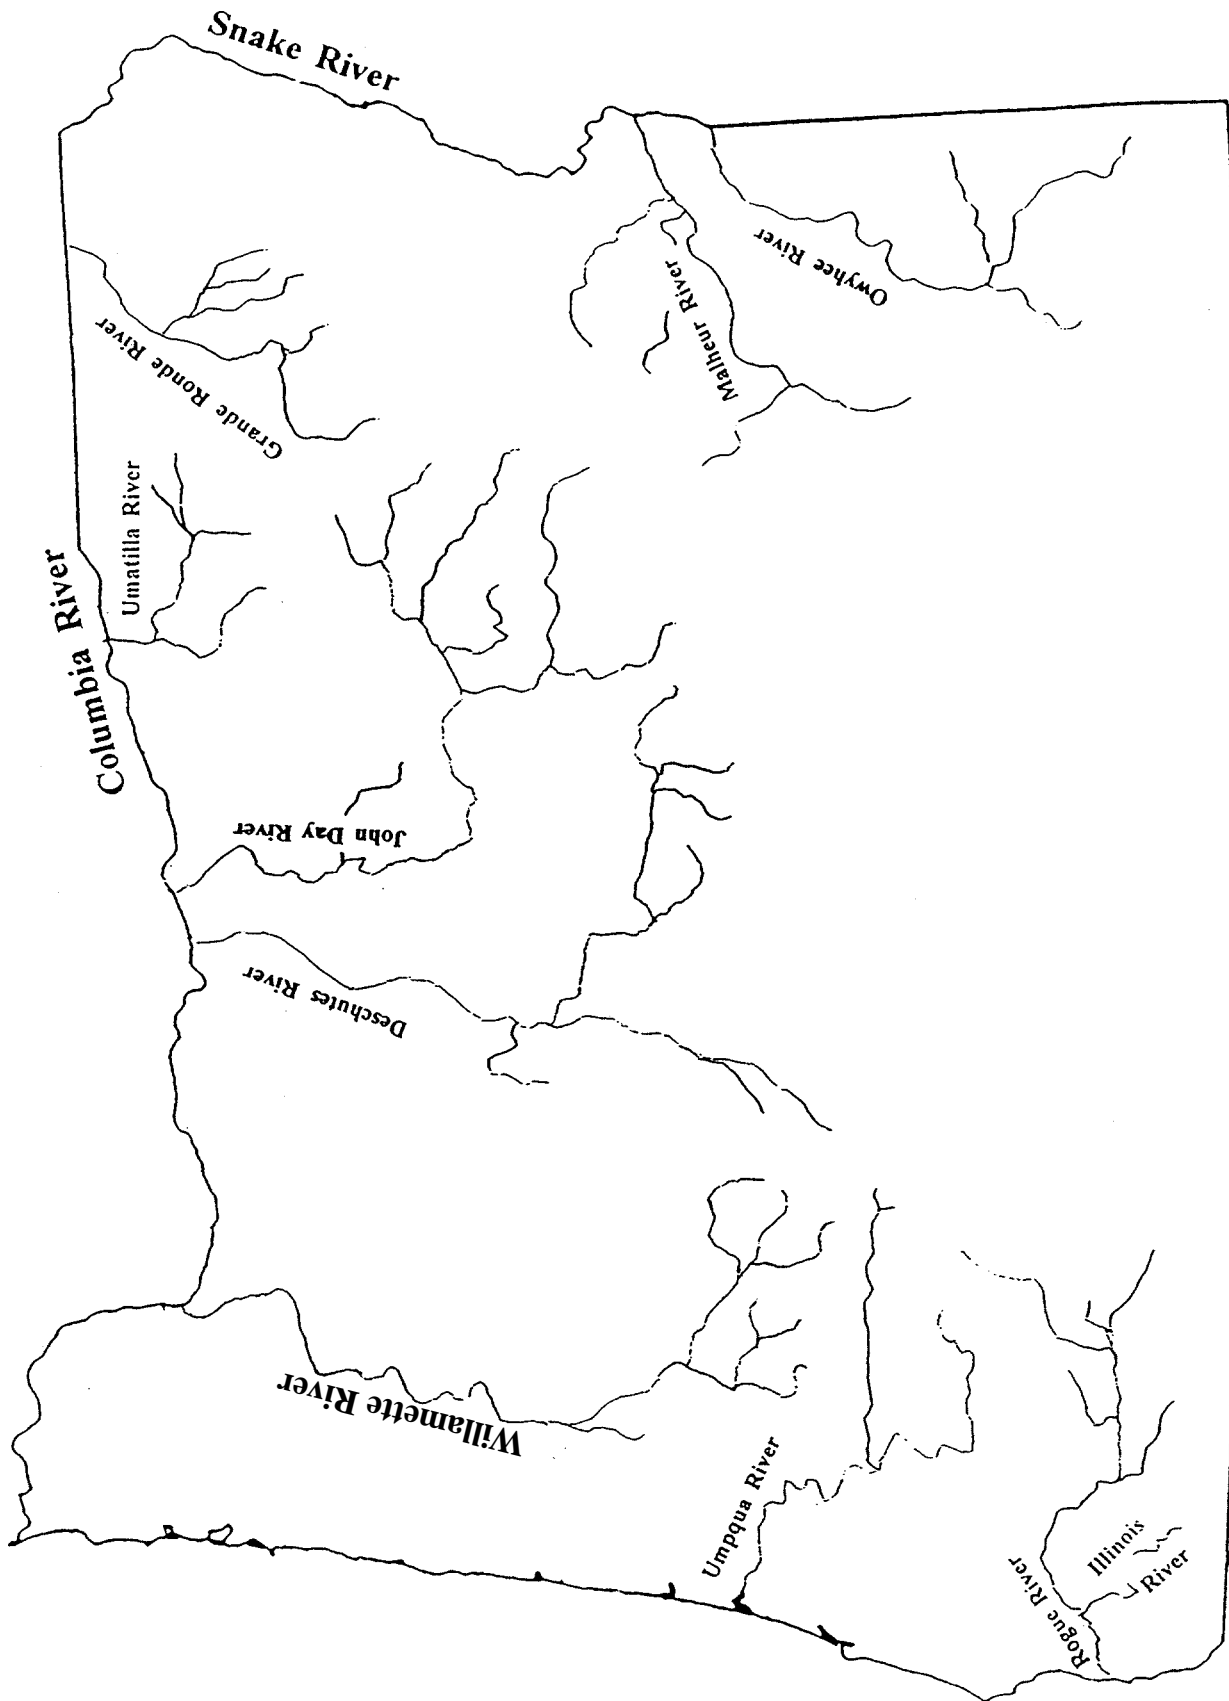 Snake River
Columbia River
Grande Ronde River
Umatilla River
Malheur River
Owyhee
River
John Day River
Deschutes River
Willamette River
Umpqua River
Rogue River
Illinois
River